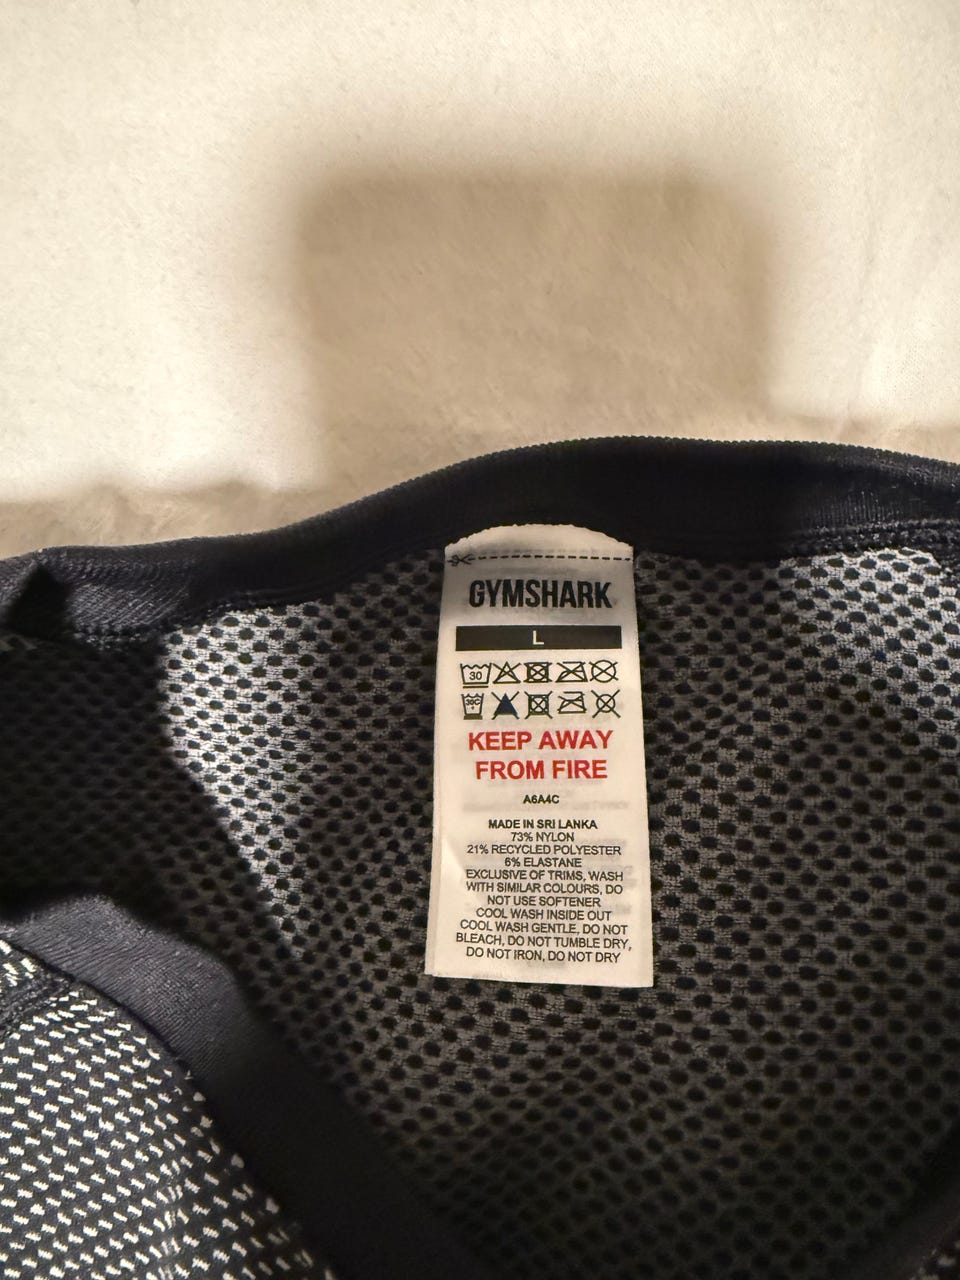 GYMSHARK
L
30
30C
KEEP AWAY
FROM FIRE
A6A4C
MADE IN SRI LANKA
73% NYLON
21% RECYCLED POLYESTER
6% ELASTANE
EXCLUSIVE OF TRIMS, WASH
WITH SIMILAR COLOURS, DO
NOT USE SOFTENER
COOL WASH INSIDE OUT
COOL WASH GENTLE, DO NOT
BLEACH, DO NOT TUMBLE DRY,
DO NOT IRON, DO NOT DRY